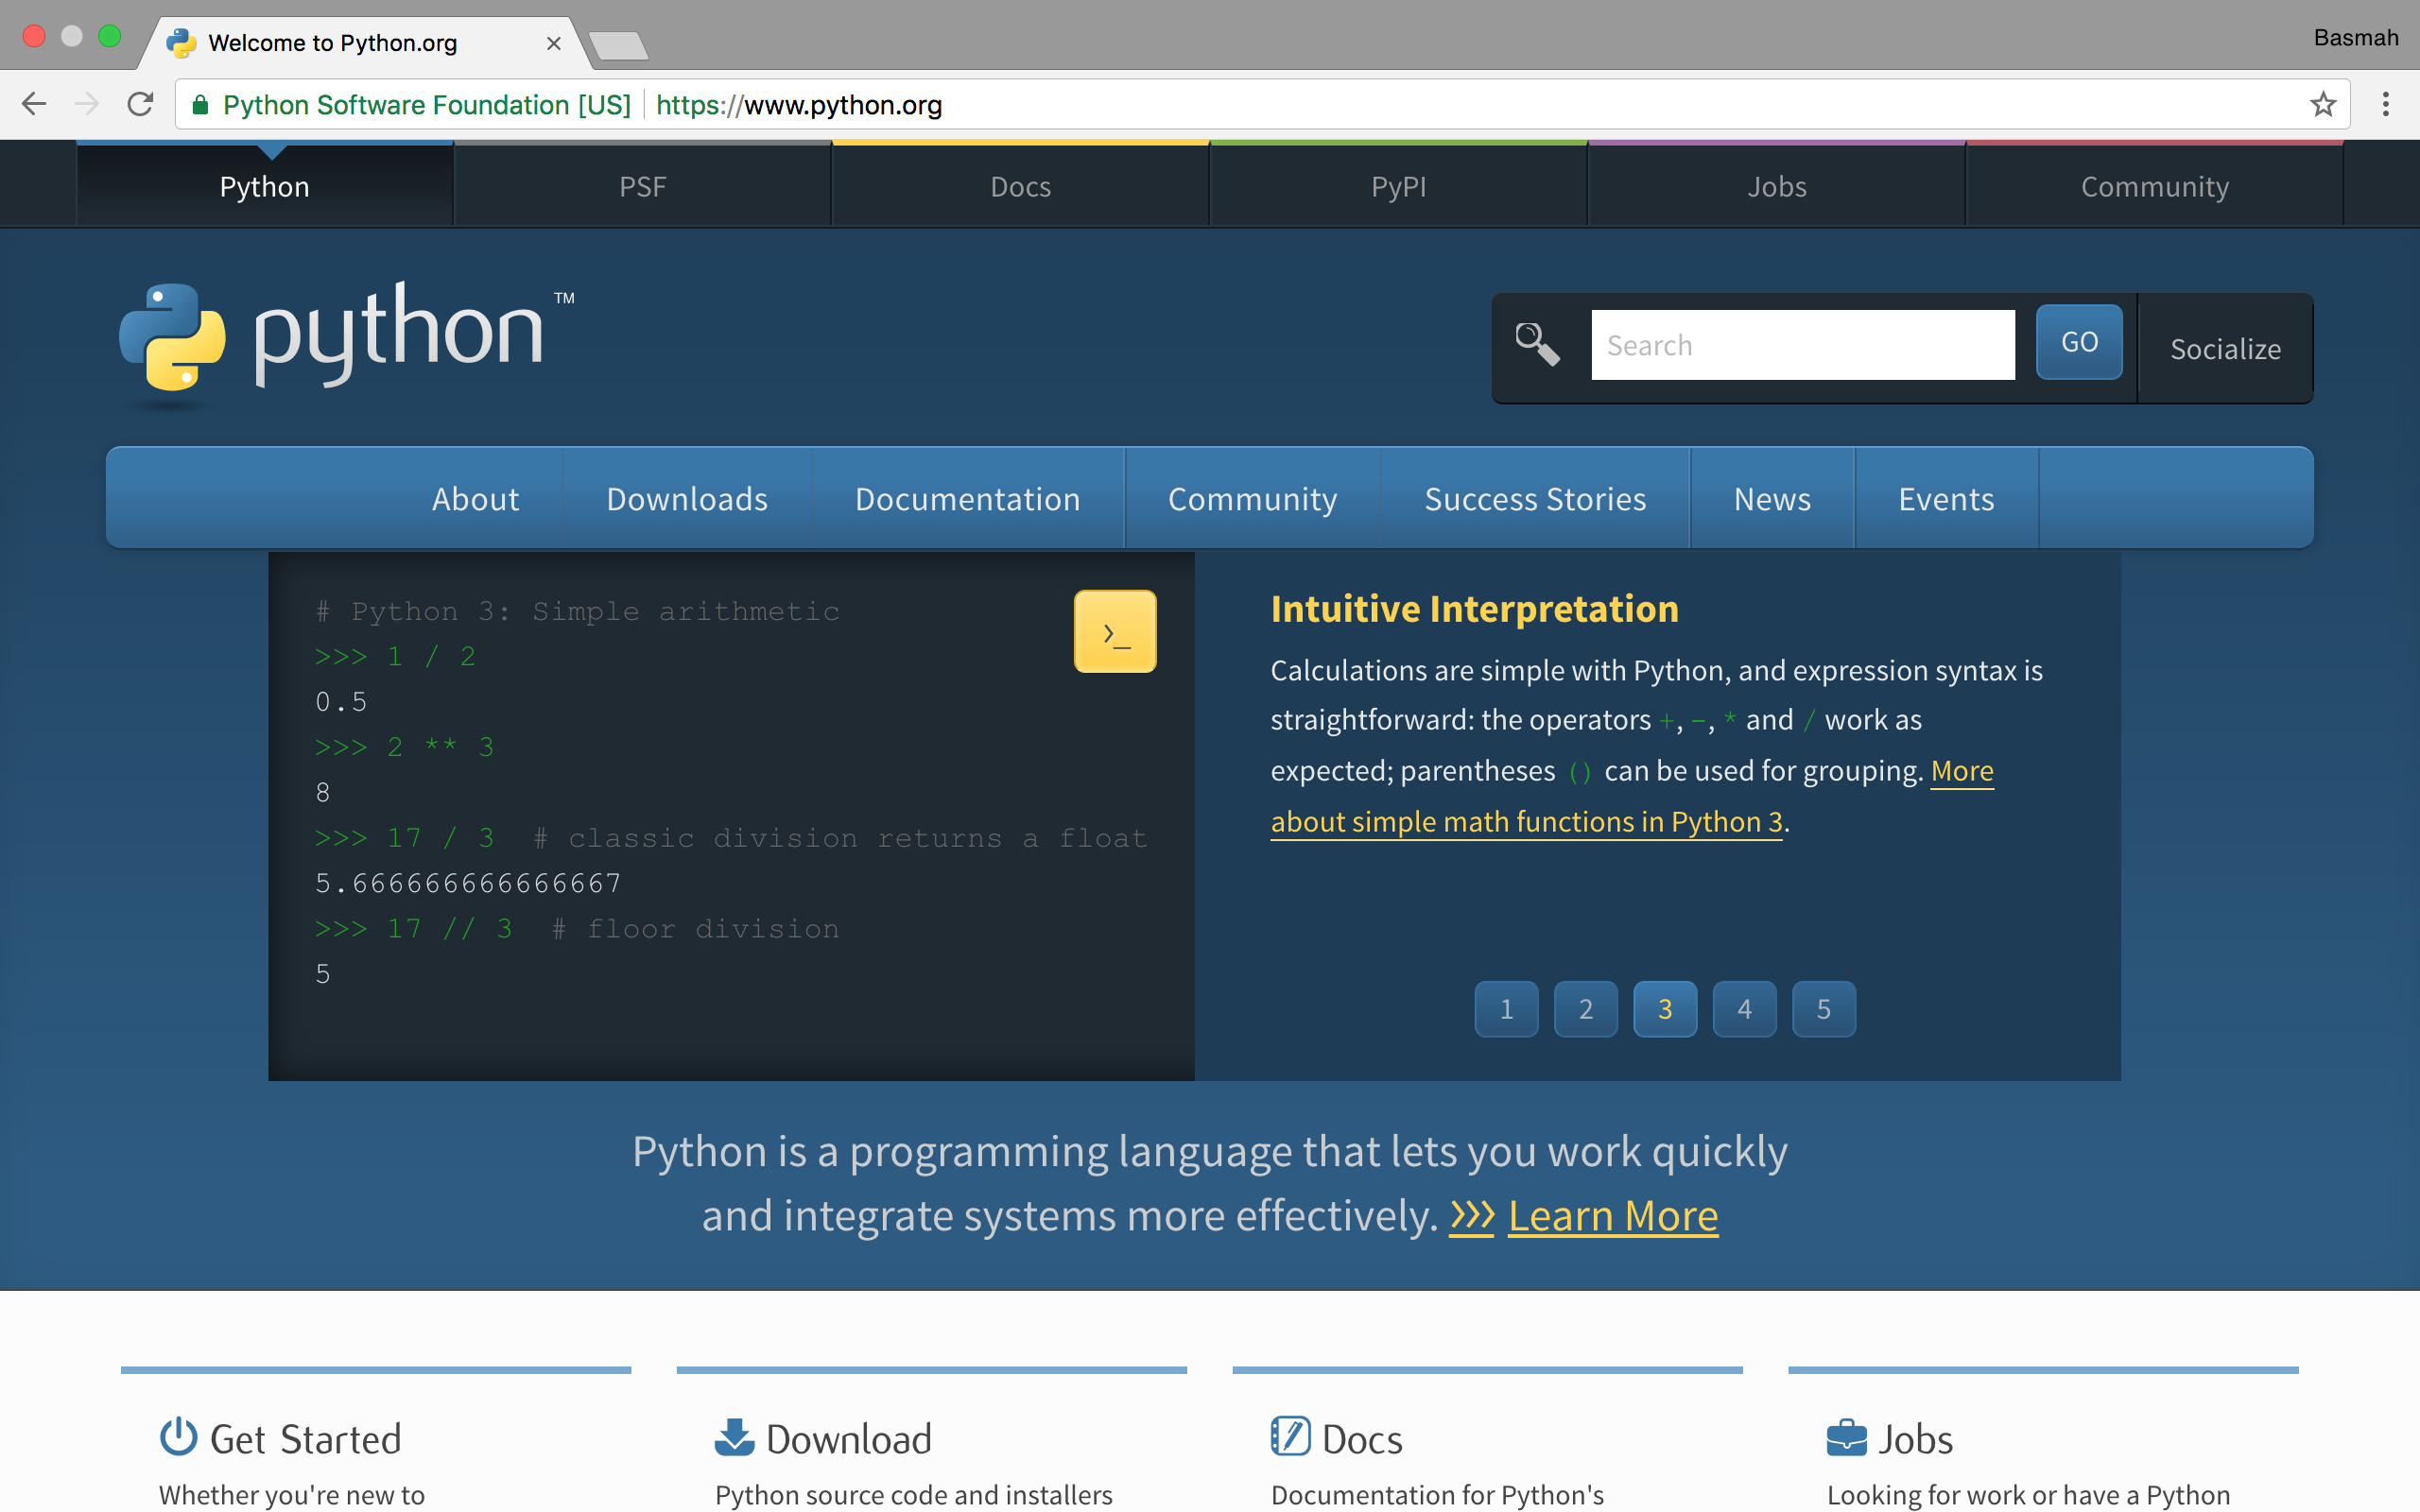 Welcome to Python.org
Basmah
Python Software Foundation [US] https://www.python.org
Python PSF Docs PyPI Jobs Community
python™
Search GO Socialize
About Downloads Documentation Community Success Stories News Events
# Python 3: Simple arithmetic
>>> 1 / 2
0.5
>>> 2 ** 3
8
>>> 17 / 3 # classic division returns a float
5.666666666666667
>>> 17 // 3 # floor division
5
>_
Intuitive Interpretation
Calculations are simple with Python, and expression syntax is
straightforward: the operators +, -, * and / work as
expected; parentheses () can be used for grouping. More
about simple math functions in Python 3.
1 2 3 4 5
Python is a programming language that lets you work quickly
and integrate systems more effectively. >>> Learn More
Get Started
Whether you're new to
Download
Python source code and installers
Docs
Documentation for Python's
Jobs
Looking for work or have a Python